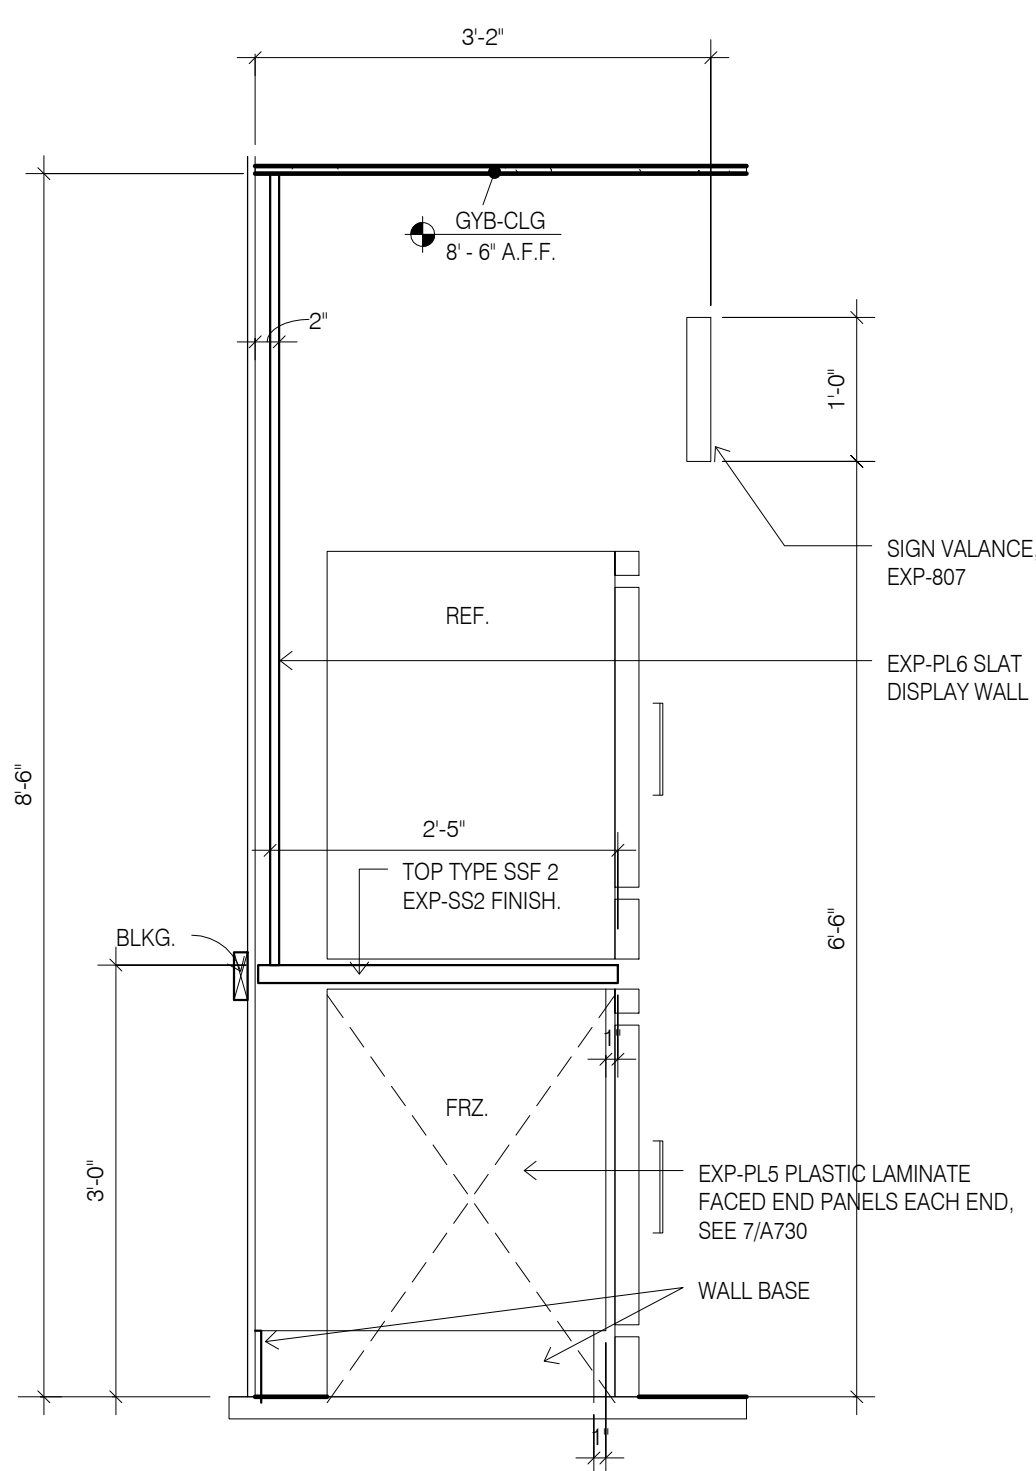 3'-2"
GYB-CLG
8' - 6" A.F.F.
2"
1'-0"
SIGN VALANCE,
EXP-807
REF.
EXP-PL6 SLAT
DISPLAY WALL
8'-6"
2'-5"
TOP TYPE SSF 2
EXP-SS2 FINISH.
BLKG.
6'-6"
1"
FRZ.
3'-0"
EXP-PL5 PLASTIC LAMINATE
FACED END PANELS EACH END,
SEE 7/A730
WALL BASE
1"